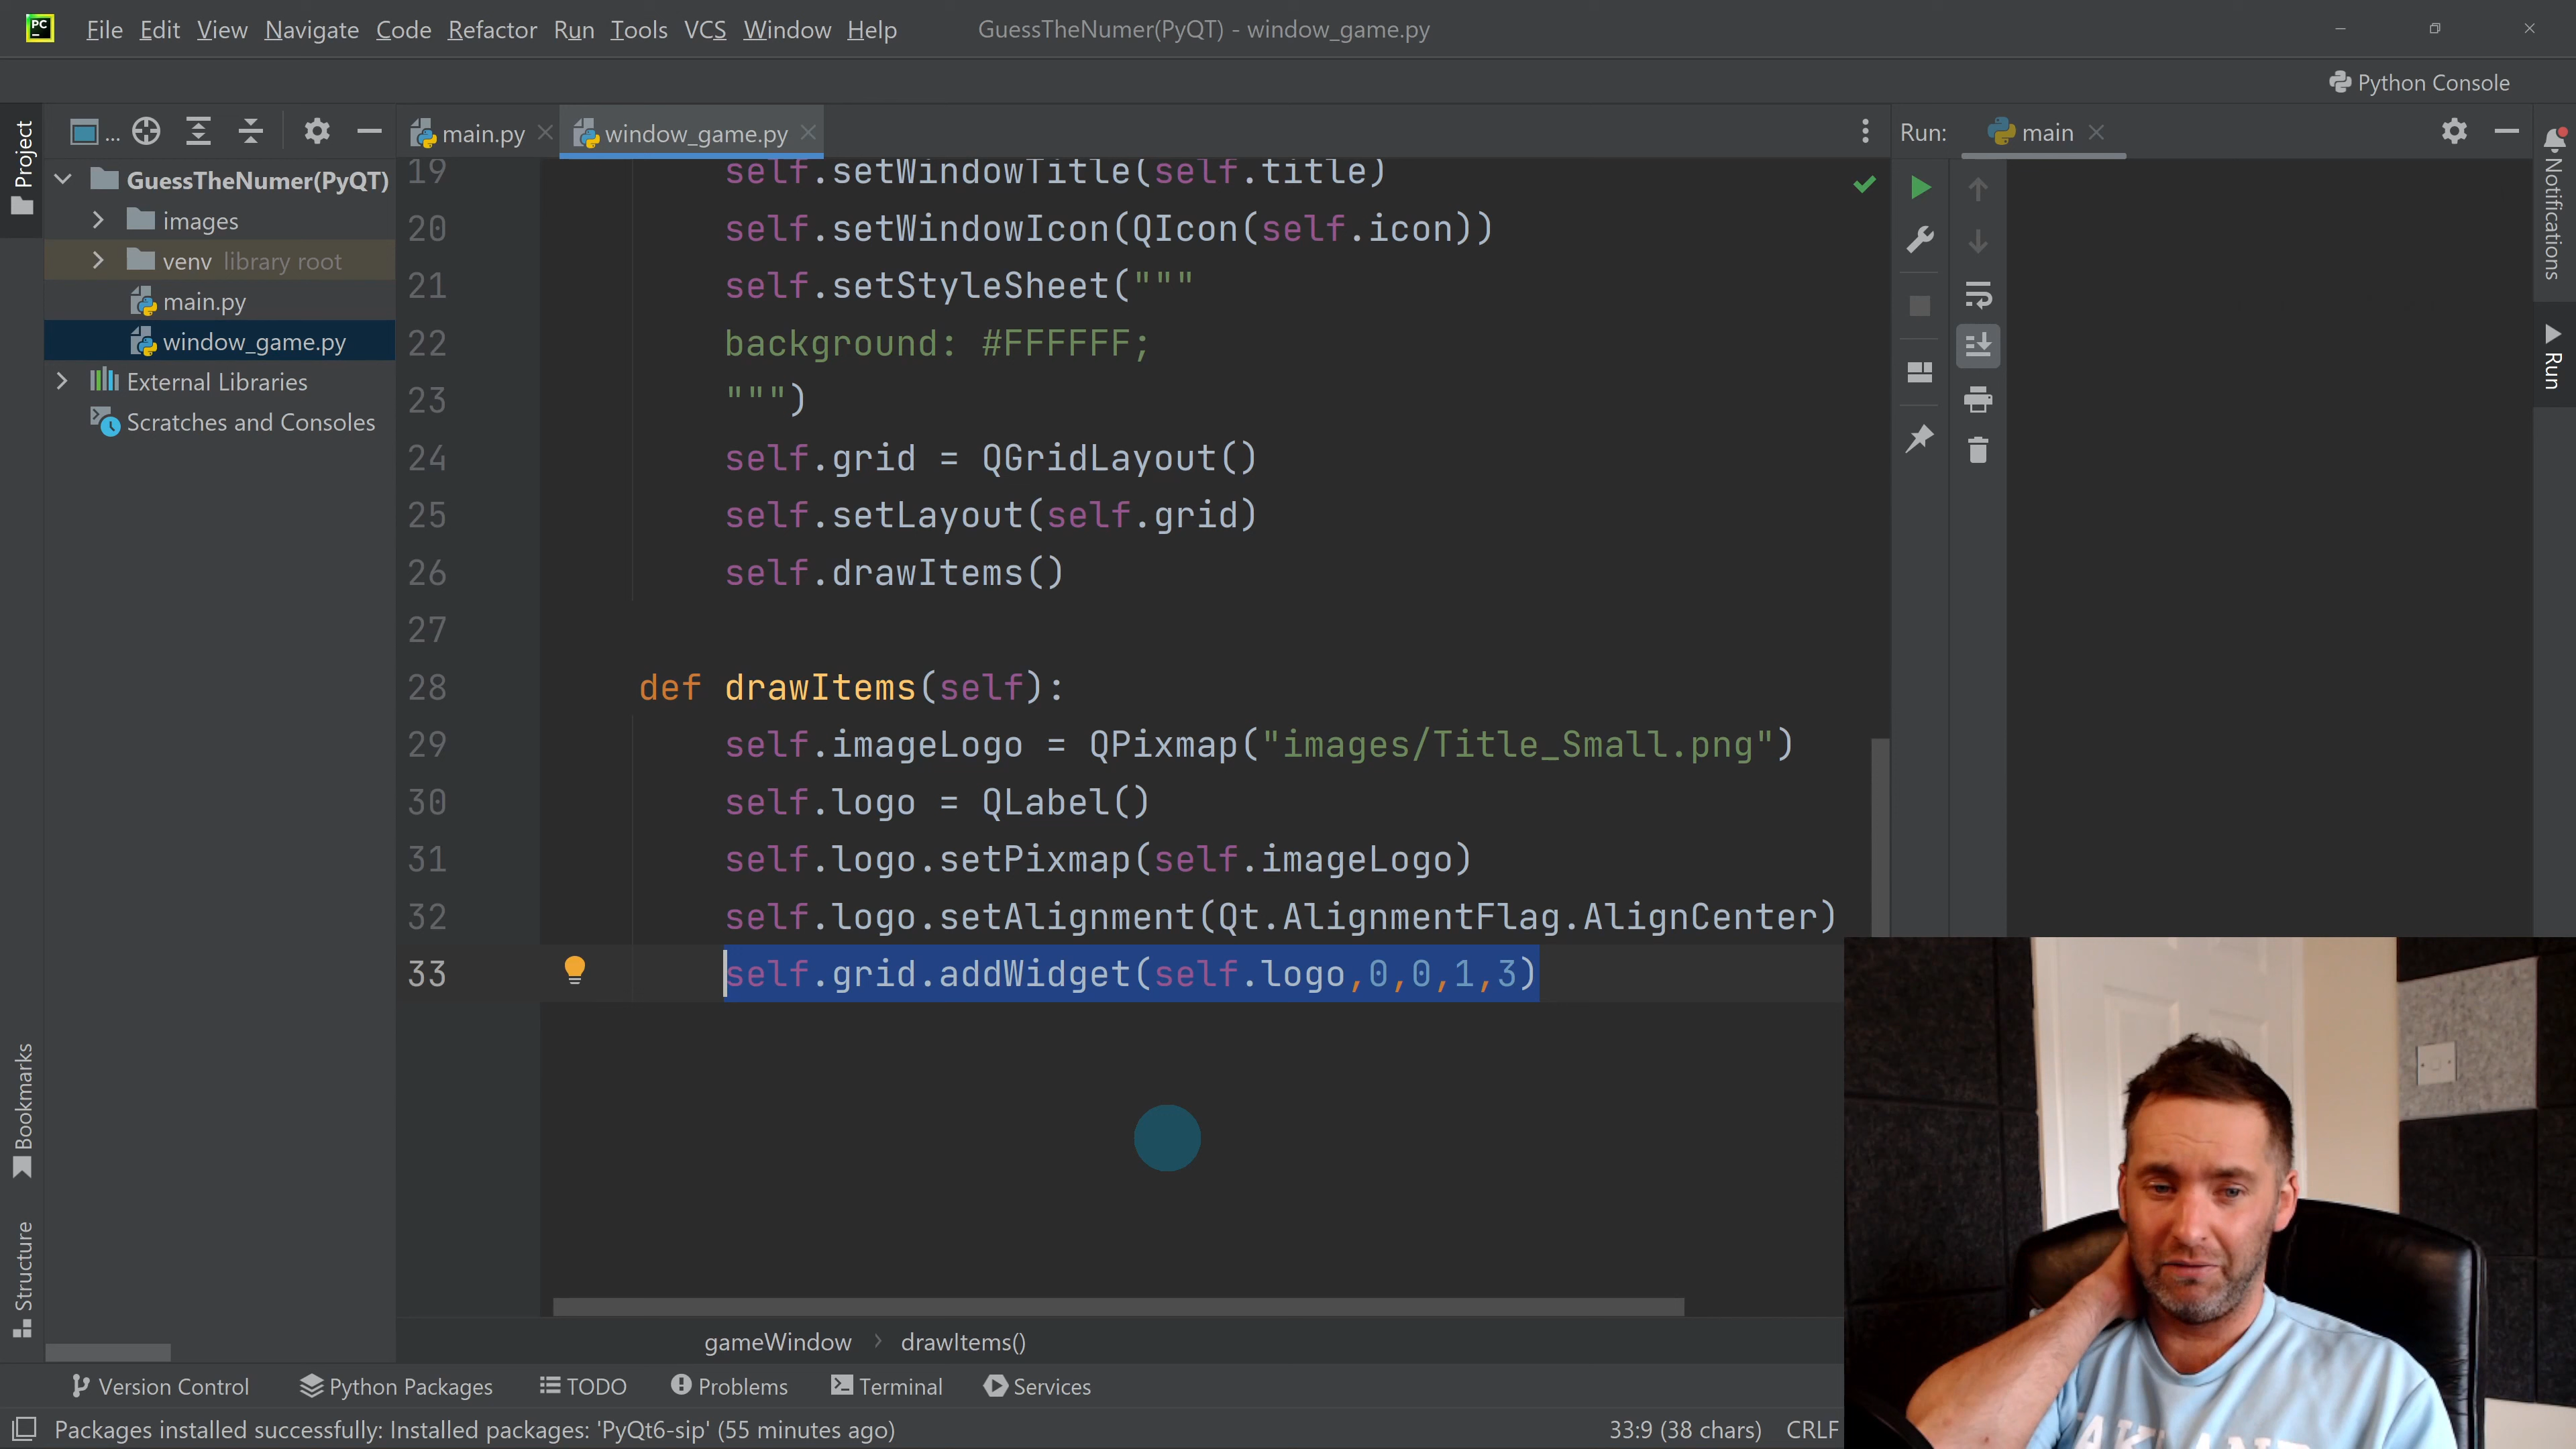 PC
File Edit View Navigate Code Refactor Run Tools VCS Window Help
GuessTheNumer(PyQT) - window_game.py
Python Console
Project
...
main.py
window_game.py
Run:
main
Notifications
Run
GuessTheNumer(PyQT)
images
venv library root
main.py
window_game.py
External Libraries
Scratches and Consoles
19 self.setWindowTitle(self.title)
20 self.setWindowIcon(QIcon(self.icon))
21 self.setStyleSheet("""
22 background: #FFFFFF;
23 """)
24 self.grid = QGridLayout()
25 self.setLayout(self.grid)
26 self.drawItems()
27
28 def drawItems(self):
29 self.imageLogo = QPixmap("images/Title_Small.png")
30 self.logo = QLabel()
31 self.logo.setPixmap(self.imageLogo)
32 self.logo.setAlignment(Qt.AlignmentFlag.AlignCenter)
33 self.grid.addWidget(self.logo,0,0,1,3)
Bookmarks
Structure
gameWindow > drawItems()
Version Control
Python Packages
TODO
Problems
Terminal
Services
Packages installed successfully: Installed packages: 'PyQt6-sip' (55 minutes ago)
33:9 (38 chars)
CRLF